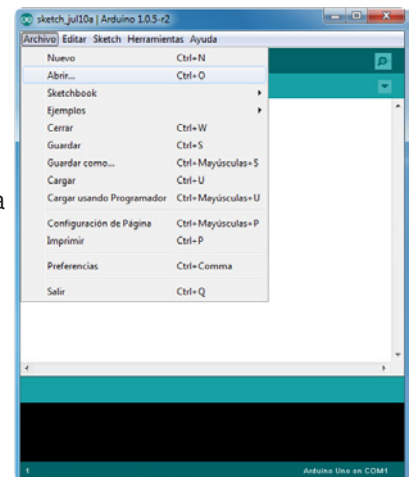 sketch_jul10a | Arduino 1.0.5-r2
Archivo Editar Sketch Herramientas Ayuda
Nuevo Ctrl+N
Abrir... Ctrl+O
Sketchbook
Ejemplos
Cerrar Ctrl+W
Guardar Ctrl+S
Guardar como... Ctrl+Mayúsculas+S
a
Cargar Ctrl+U
Cargar usando Programador Ctrl+Mayúsculas+U
Configuración de Página Ctrl+Mayúsculas+P
Imprimir Ctrl+P
Preferencias Ctrl+Comma
Salir Ctrl+Q
1 Arduino Uno on COM1